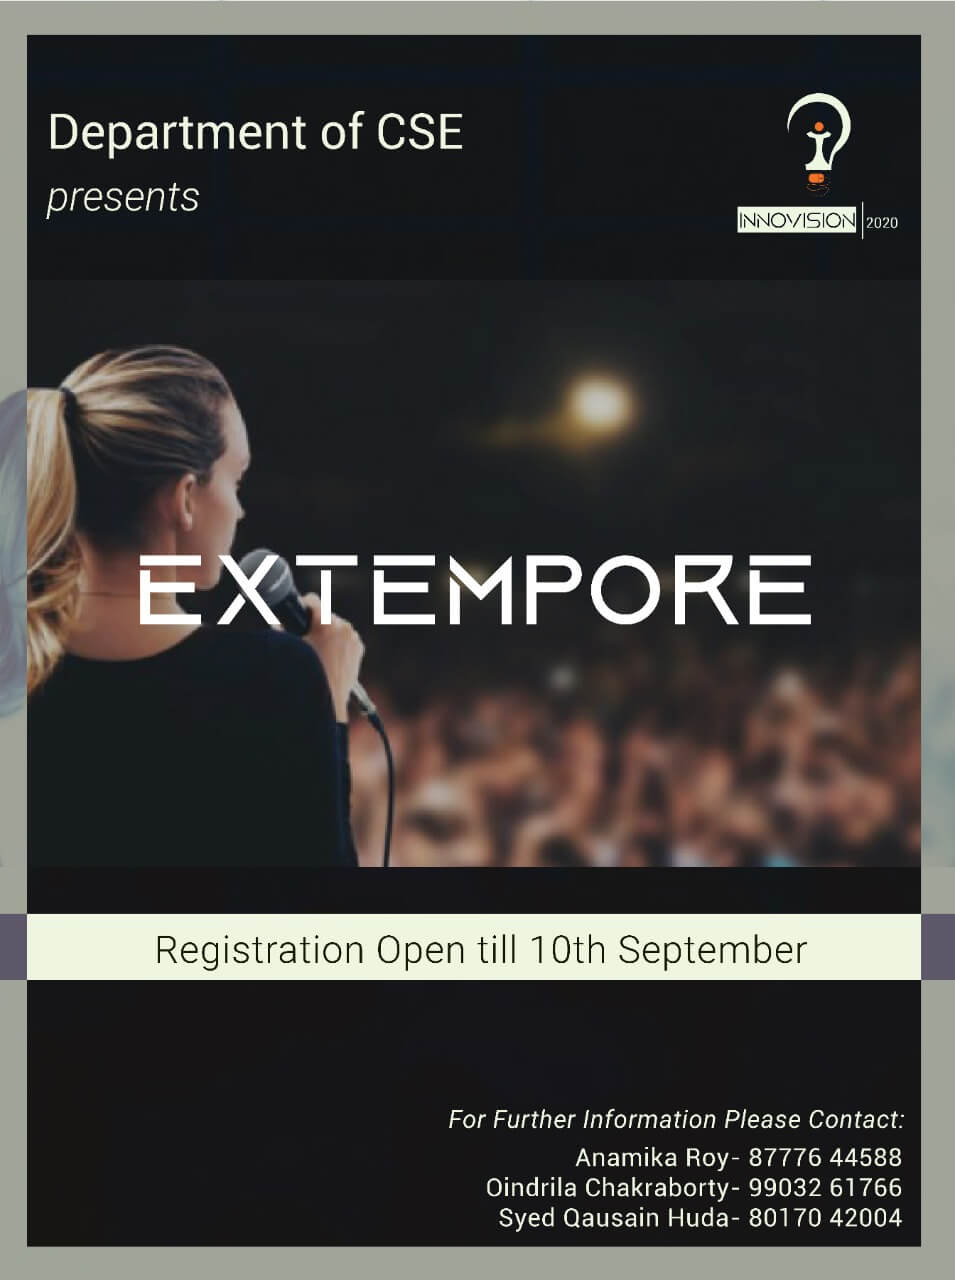 Department of CSE
presents
INNOVISION 2020
EXTEMPORE
Registration Open till 10th September
For Further Information Please Contact:
Anamika Roy- 87776 44588
Oindrila Chakraborty- 99032 61766
Syed Qausain Huda- 80170 42004